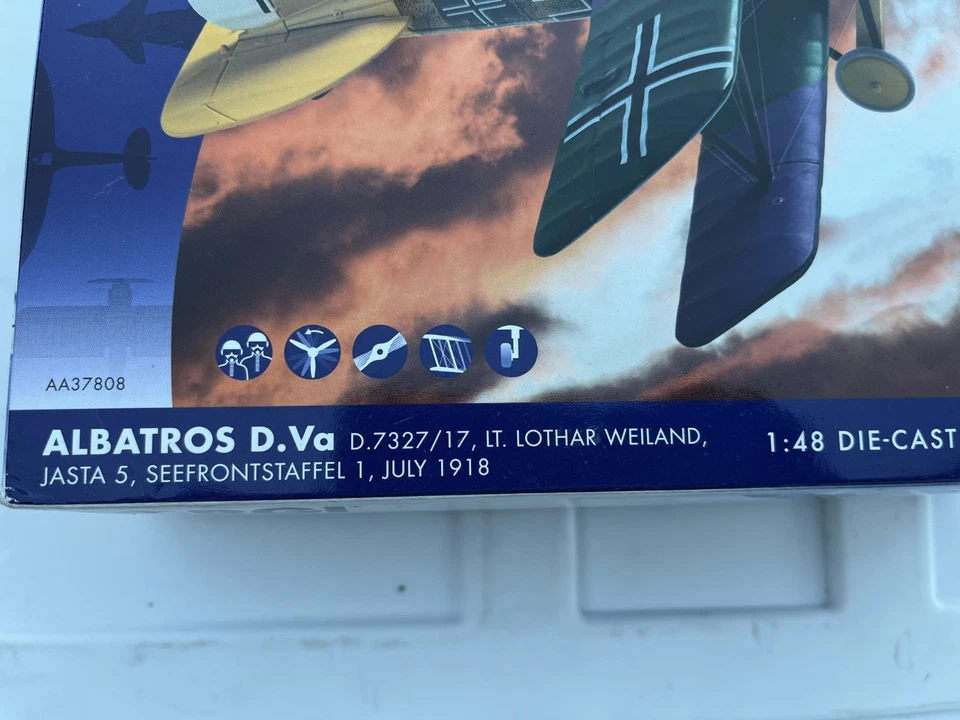 AA37808
ALBATROS D.Va D.7327/17, LT. LOTHAR WEILAND,
JASTA 5, SEEFRONTSTAFFEL 1, JULY 1918
1:48 DIE-CAST